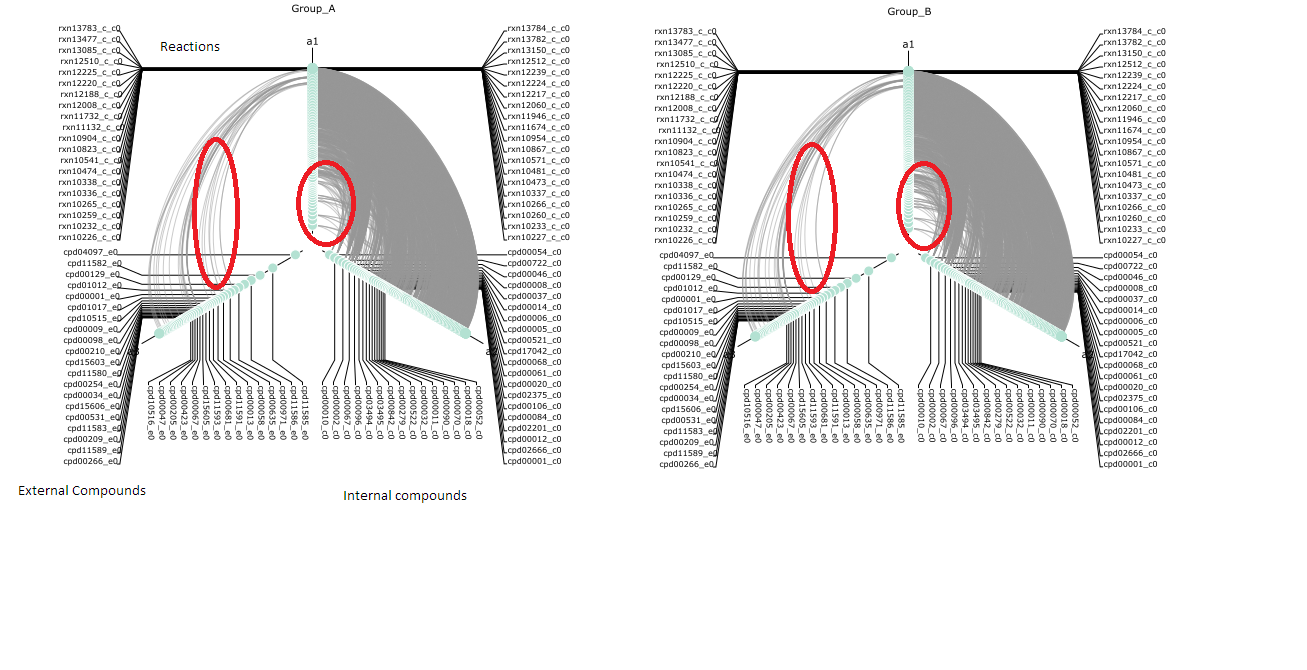 Group_A
Reactions
a1
rxn13783_c_c0
rxn13477_c_c0
rxn13085_c_c0
rxn12510_c_c0
rxn12225_c_c0
rxn12220_c_c0
rxn12188_c_c0
rxn12008_c_c0
rxn11732_c_c0
rxn11132_c_c0
rxn10904_c_c0
rxn10823_c_c0
rxn10541_c_c0
rxn10474_c_c0
rxn10338_c_c0
rxn10336_c_c0
rxn10265_c_c0
rxn10259_c_c0
rxn10232_c_c0
rxn10226_c_c0
rxn13784_c_c0
rxn13782_c_c0
rxn13150_c_c0
rxn12512_c_c0
rxn12239_c_c0
rxn12224_c_c0
rxn12217_c_c0
rxn12060_c_c0
rxn11946_c_c0
rxn11674_c_c0
rxn10954_c_c0
rxn10867_c_c0
rxn10571_c_c0
rxn10481_c_c0
rxn10473_c_c0
rxn10337_c_c0
rxn10266_c_c0
rxn10260_c_c0
rxn10233_c_c0
rxn10227_c_c0
cpd04097_e0
cpd11582_e0
cpd00129_e0
cpd01012_e0
cpd00001_e0
cpd01017_e0
cpd10515_e0
cpd00009_e0
cpd00098_e0
cpd00210_e0
cpd15603_e0
cpd11580_e0
cpd00254_e0
cpd00034_e0
cpd15606_e0
cpd00531_e0
cpd11583_e0
cpd00209_e0
cpd11589_e0
cpd00266_e0
cpd00054_c0
cpd00722_c0
cpd00046_c0
cpd00008_c0
cpd00037_c0
cpd00014_c0
cpd00006_c0
cpd00005_c0
cpd00521_c0
cpd17042_c0
cpd00068_c0
cpd00061_c0
cpd00020_c0
cpd02375_c0
cpd00106_c0
cpd00084_c0
cpd02201_c0
cpd00012_c0
cpd02666_c0
cpd00001_c0
cpd10516_e0
cpd00047_e0
cpd00205_e0
cpd00423_e0
cpd00067_e0
cpd15605_e0
cpd11593_e0
cpd00681_e0
cpd11591_e0
cpd00013_e0
cpd00058_e0
cpd00635_e0
cpd00971_e0
cpd11586_e0
cpd11585_e0
cpd00010_c0
cpd00002_c0
cpd00067_c0
cpd00096_c0
cpd03494_c0
cpd03495_c0
cpd00842_c0
cpd00279_c0
cpd00522_c0
cpd00032_c0
cpd00011_c0
cpd00090_c0
cpd00070_c0
cpd00018_c0
cpd00052_c0
External Compounds
Internal compounds
Group_B
a1
rxn13783_c_c0
rxn13477_c_c0
rxn13085_c_c0
rxn12510_c_c0
rxn12225_c_c0
rxn12220_c_c0
rxn12188_c_c0
rxn12008_c_c0
rxn11732_c_c0
rxn11132_c_c0
rxn10904_c_c0
rxn10823_c_c0
rxn10541_c_c0
rxn10474_c_c0
rxn10338_c_c0
rxn10336_c_c0
rxn10265_c_c0
rxn10259_c_c0
rxn10232_c_c0
rxn10226_c_c0
rxn13784_c_c0
rxn13782_c_c0
rxn13150_c_c0
rxn12512_c_c0
rxn12239_c_c0
rxn12224_c_c0
rxn12217_c_c0
rxn12060_c_c0
rxn11946_c_c0
rxn11674_c_c0
rxn10954_c_c0
rxn10867_c_c0
rxn10571_c_c0
rxn10481_c_c0
rxn10473_c_c0
rxn10337_c_c0
rxn10266_c_c0
rxn10260_c_c0
rxn10233_c_c0
rxn10227_c_c0
cpd04097_e0
cpd11582_e0
cpd00129_e0
cpd01012_e0
cpd00001_e0
cpd01017_e0
cpd10515_e0
cpd00009_e0
cpd00098_e0
cpd00210_e0
cpd15603_e0
cpd11580_e0
cpd00254_e0
cpd00034_e0
cpd15606_e0
cpd00531_e0
cpd11583_e0
cpd00209_e0
cpd11589_e0
cpd00266_e0
cpd00054_c0
cpd00722_c0
cpd00046_c0
cpd00008_c0
cpd00037_c0
cpd00014_c0
cpd00006_c0
cpd00005_c0
cpd00521_c0
cpd17042_c0
cpd00068_c0
cpd00061_c0
cpd00020_c0
cpd02375_c0
cpd00106_c0
cpd00084_c0
cpd02201_c0
cpd00012_c0
cpd02666_c0
cpd00001_c0
cpd10516_e0
cpd00047_e0
cpd00205_e0
cpd00423_e0
cpd00067_e0
cpd15605_e0
cpd11593_e0
cpd00681_e0
cpd11591_e0
cpd00013_e0
cpd00058_e0
cpd00635_e0
cpd00971_e0
cpd11586_e0
cpd11585_e0
cpd00010_c0
cpd00002_c0
cpd00067_c0
cpd00096_c0
cpd03494_c0
cpd03495_c0
cpd00842_c0
cpd00279_c0
cpd00522_c0
cpd00032_c0
cpd00011_c0
cpd00090_c0
cpd00070_c0
cpd00018_c0
cpd00052_c0